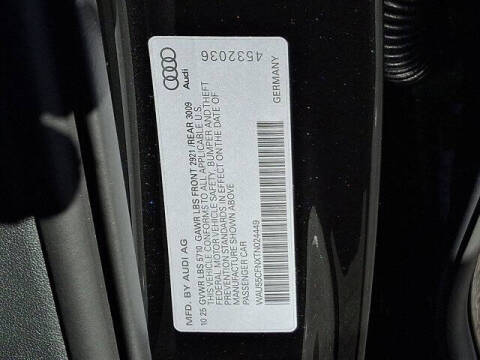 MFD. BY AUDI AG
10 25 GVWR LBS 5710 GAWR LBS FRONT 2921 /REAR 3009
THIS VEHICLE CONFORMS TO ALL APPLICABLE U.S.
FEDERAL MOTOR VEHICLE SAFETY, BUMPER AND THEFT
PREVENTION STANDARDS IN EFFECT ON THE DATE OF
MANUFACTURE SHOWN ABOVE
PASSENGER CAR
WAU55CFNXTN024449
Audi
4532036
GERMANY